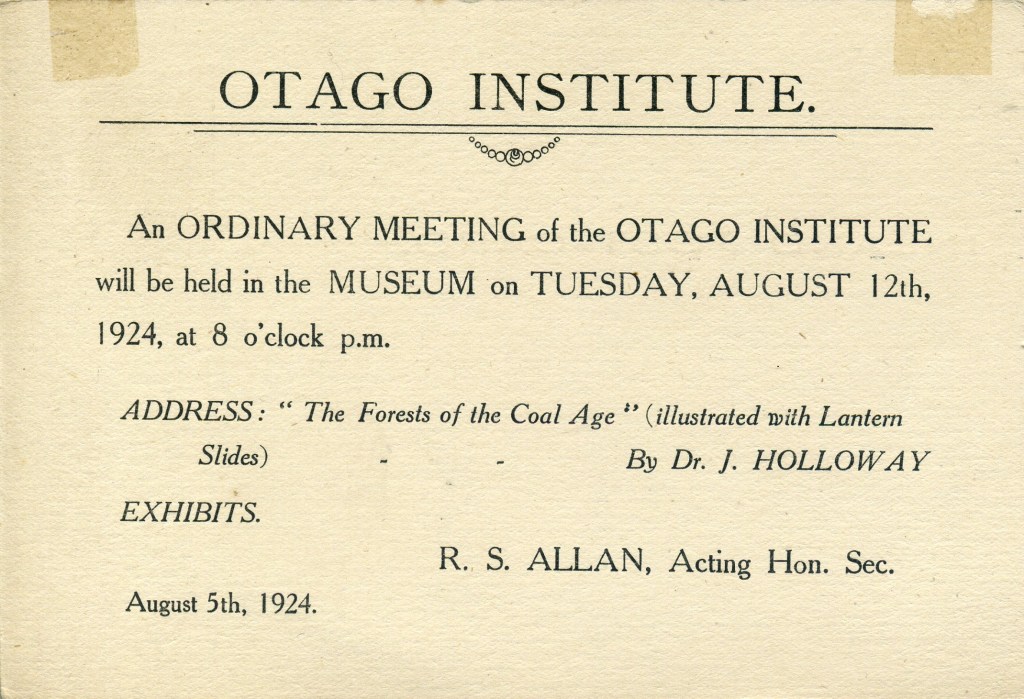 OTAGO INSTITUTE.
An ORDINARY MEETING of the OTAGO INSTITUTE
will be held in the MUSEUM on TUESDAY, AUGUST 12th,
1924, at 8 o'clock p.m.
ADDRESS: " The Forests of the Coal Age " (illustrated with Lantern
Slides) - - By Dr. J. HOLLOWAY
EXHIBITS.
R. S. ALLAN, Acting Hon. Sec.
August 5th, 1924.